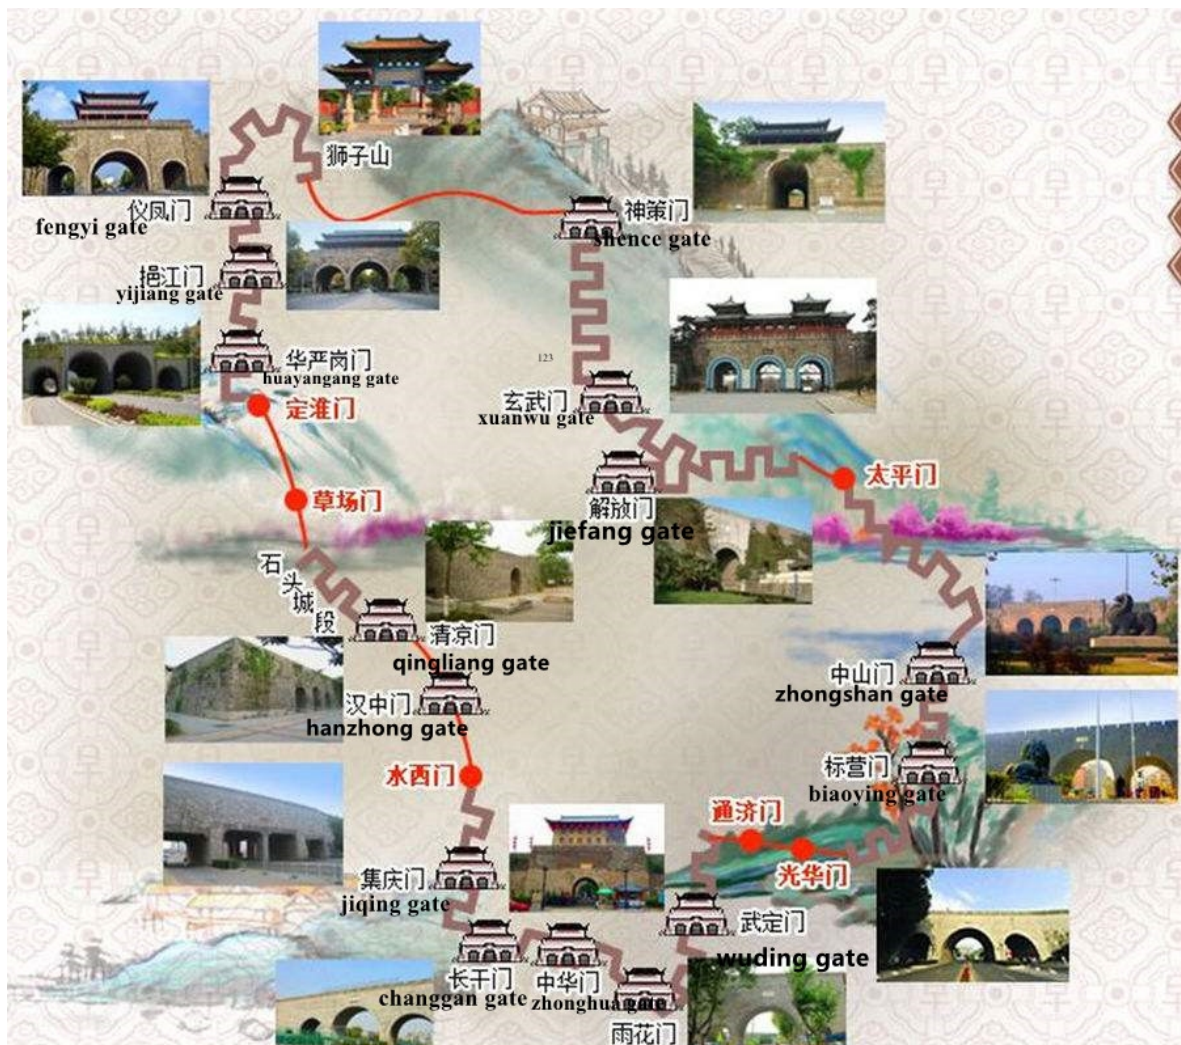 狮子山
仪凤门
fengyi gate
神策门
shence gate
挹江门
yijiang gate
华严岗门
huayangang gate
123
定淮门
玄武门
xuanwu gate
太平门
草场门
解放门
jiefang gate
石头城段
清凉门
qingliang gate
中山门
zhongshan gate
汉中门
hanzhong gate
水西门
标营门
biaoying gate
通济门
光华门
集庆门
jiqing gate
武定门
wuding gate
长干门
changgan gate
中华门
zhonghua gate
雨花门